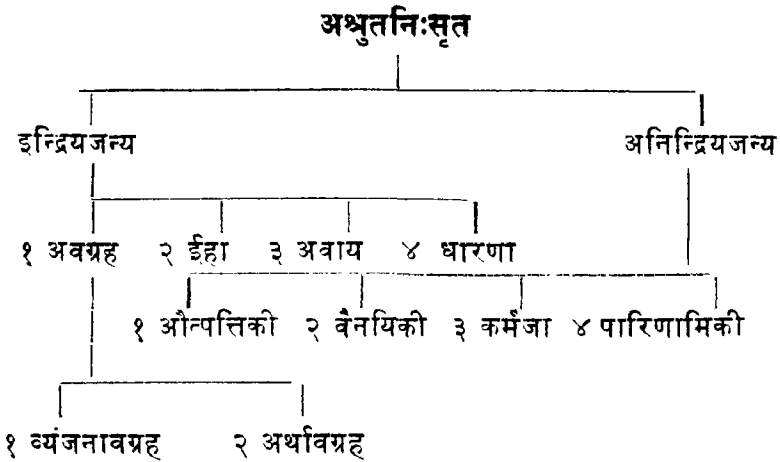 अश्रुतनिःसृत
इन्द्रियजन्य अनिन्द्रियजन्य
१ अवग्रह २ ईहा ३ अवाय ४ धारणा
१ औत्पत्तिकी २ वैनयिकी ३ कर्मजा ४ पारिणामिकी
१ व्यंजनावग्रह २ अर्थावग्रह